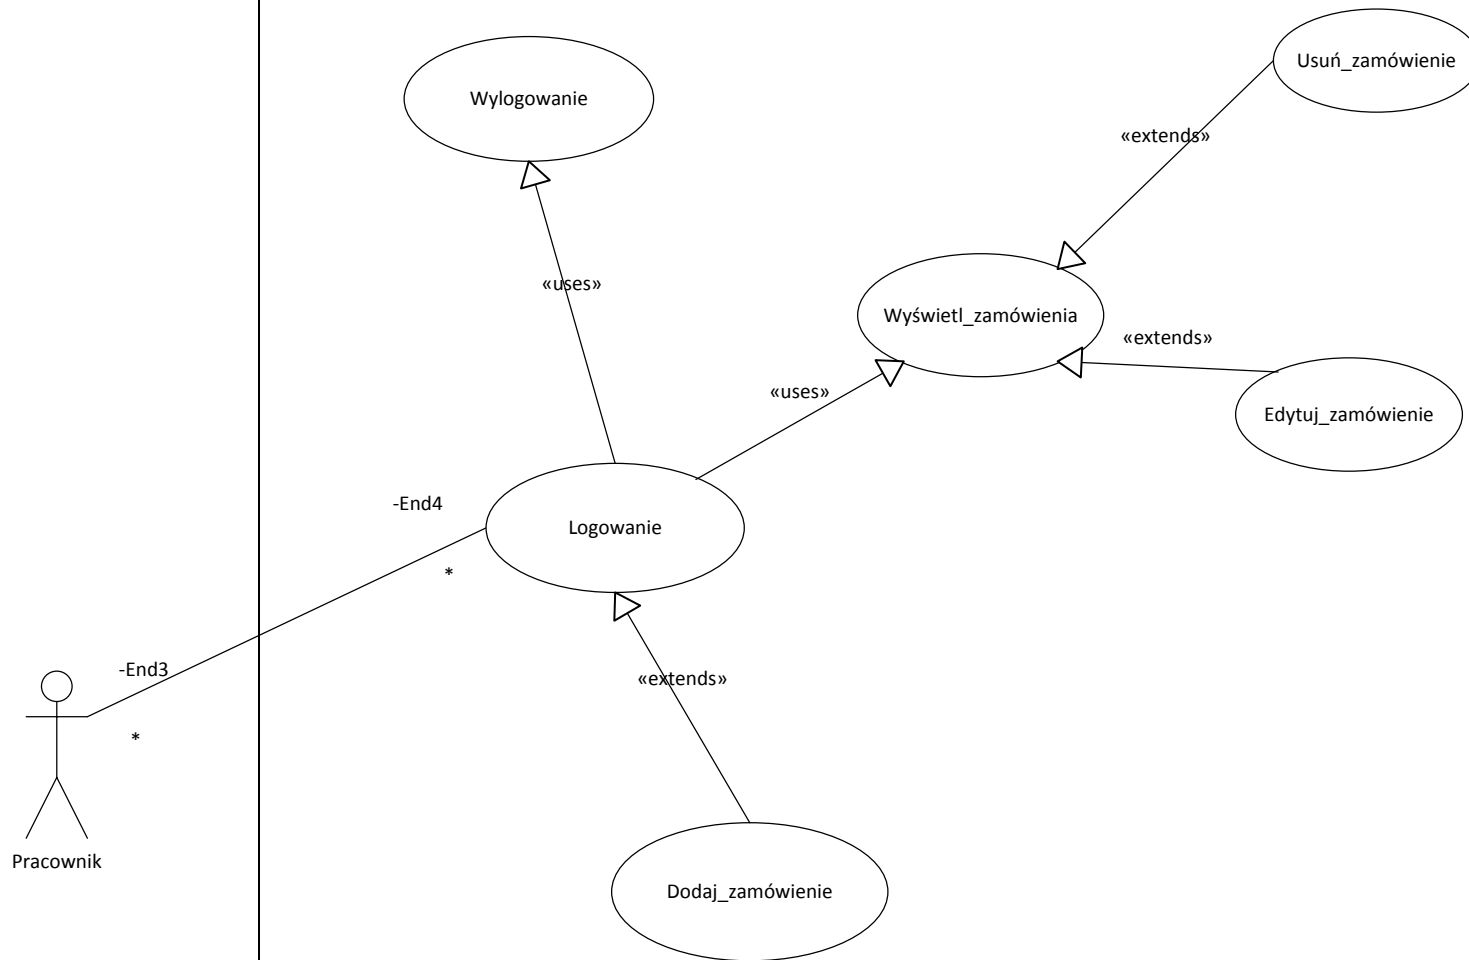 Usuń_zamówienie
Wylogowanie
«extends»
«uses»
Wyświetl_zamówienia
«extends»
«uses»
Edytuj_zamówienie
-End4
Logowanie
*
-End3
«extends»
*
Pracownik
Dodaj_zamówienie